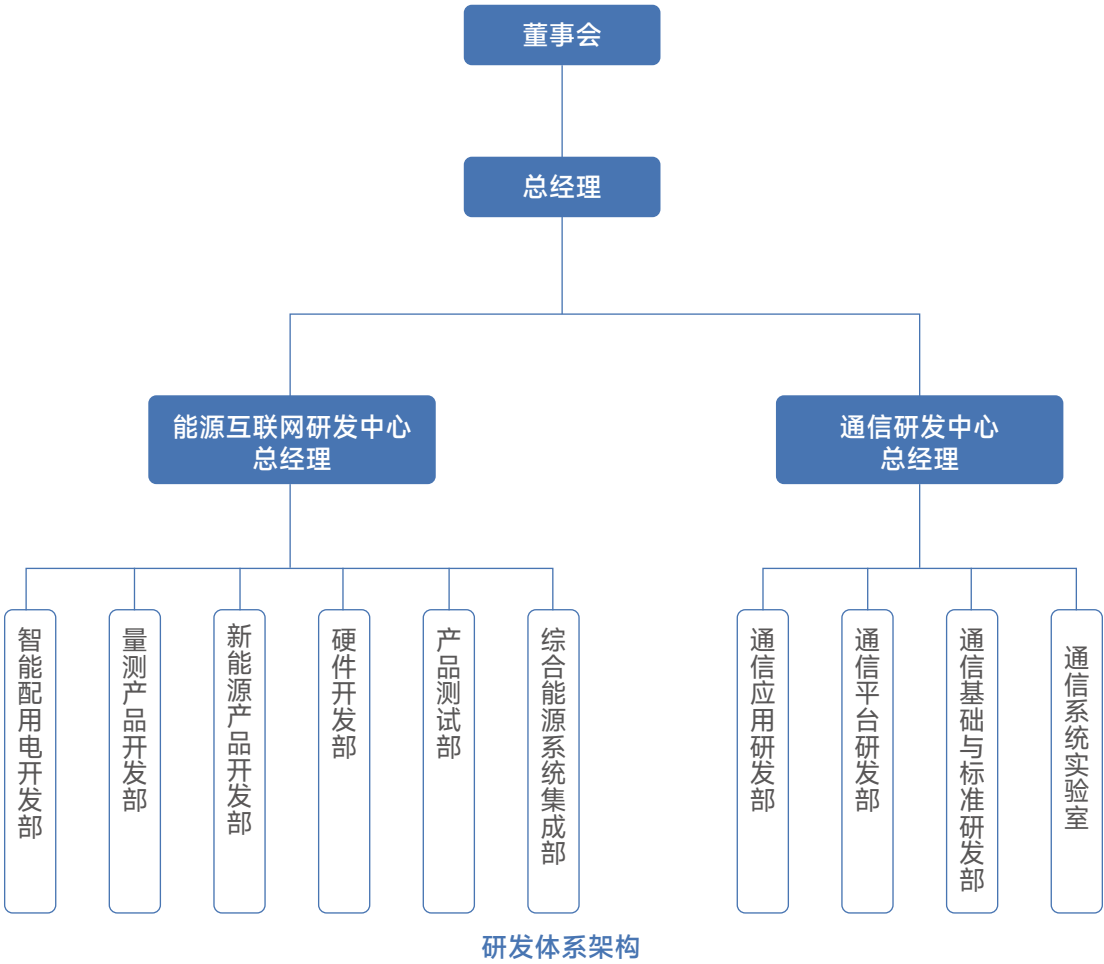 董事会
总经理
能源互联网研发中心
总经理
通信研发中心
总经理
智能配用电开发部
量测产品开发部
新能源产品开发部
硬件开发部
产品测试部
综合能源系统集成部
通信应用研发部
通信平台研发部
通信基础与标准研发部
通信系统实验室
研发体系架构